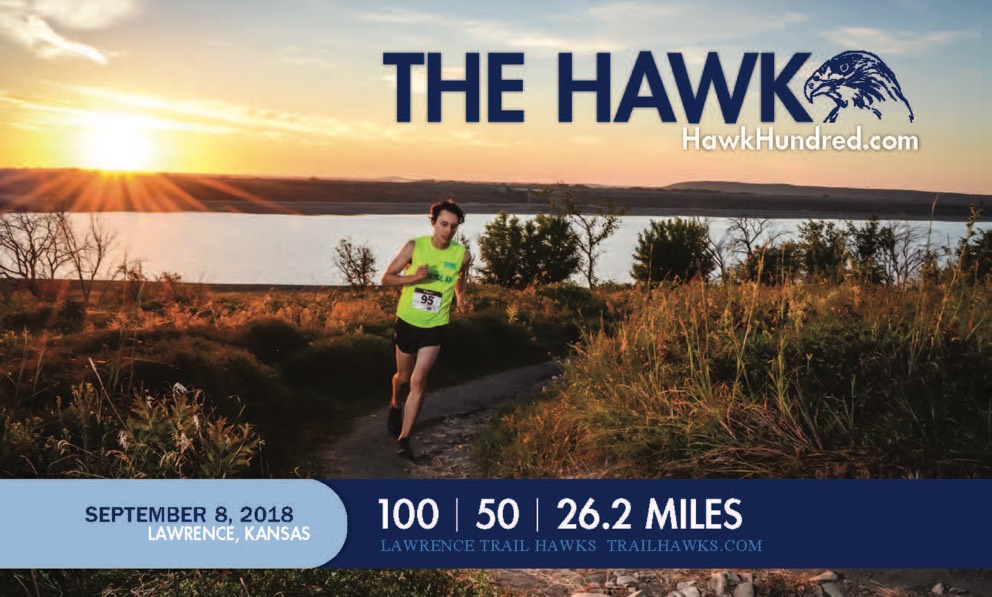 THE HAWK
HawkHundred.com
95
SEPTEMBER 8, 2018
LAWRENCE, KANSAS
100 | 50 | 26.2 MILES
LAWRENCE TRAIL HAWKS TRAILHAWKS.COM